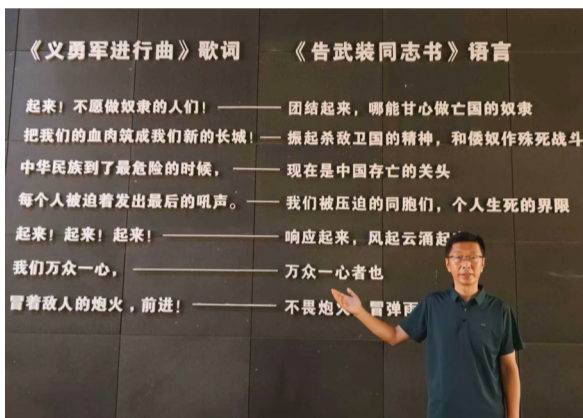 《义勇军进行曲》歌词 《告武装同志书》语言
起来！不愿做奴隶的人们！——团结起来，哪能甘心做亡国的奴隶
把我们的血肉筑成我们新的长城！—振起杀敌卫国的精神，和倭奴作殊死战斗
中华民族到了最危险的时候，——现在是中国存亡的关头
每个人被迫着发出最后的吼声。—我们被压迫的同胞们，个人生死的界限
起来！起来！起来！——响应起来，风起云涌起
我们万众一心，——万众一心者也
冒着敌人的炮火，前进！——不畏炮火 冒弹雨